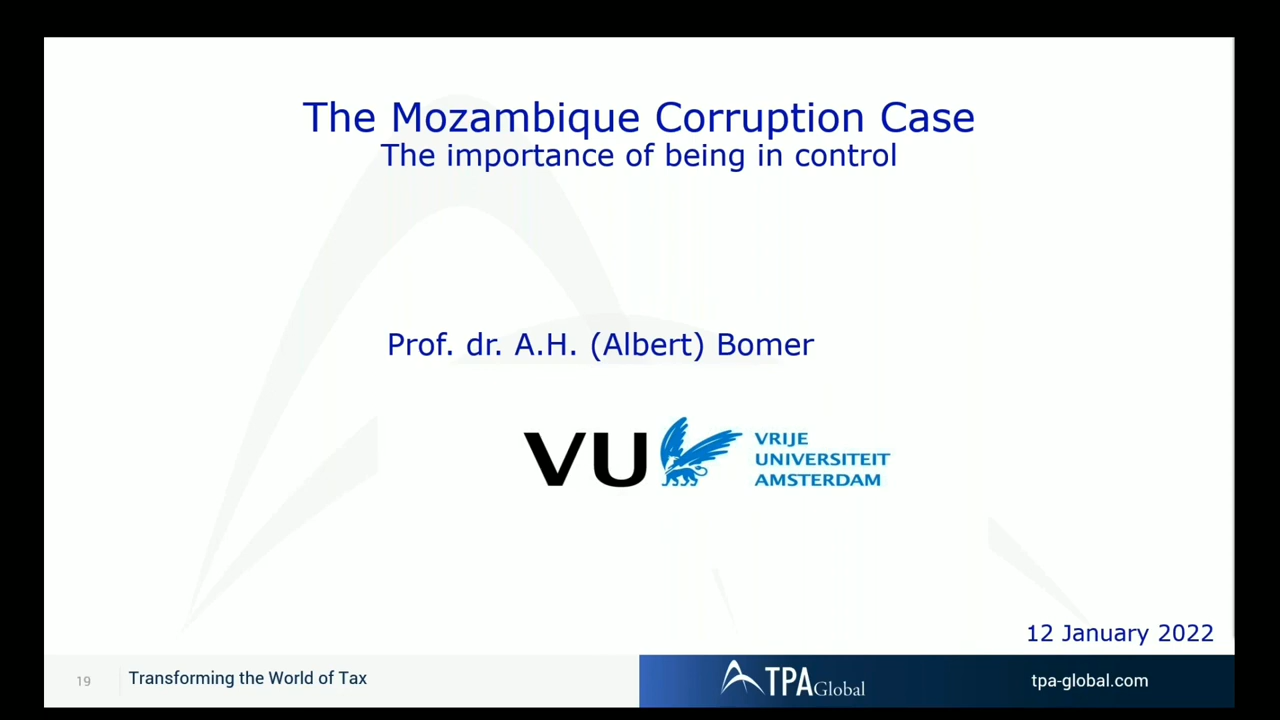 The Mozambique Corruption Case
The importance of being in control
Prof. dr. A.H. (Albert) Bomer
VU
VRIJE
UNIVERSITEIT
AMSTERDAM
12 January 2022
19
Transforming the World of Tax
TPA Global
tpa-global.com